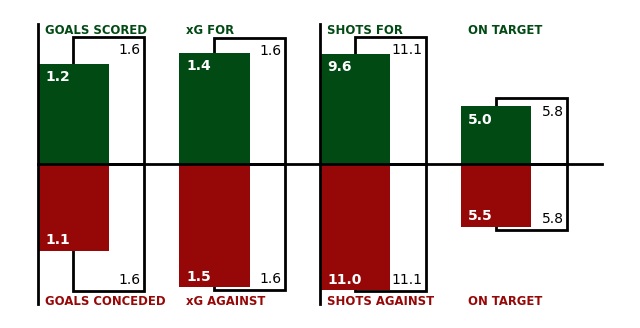 GOALS SCORED xG FOR SHOTS FOR ON TARGET
1.6 1.6 11.1
1.2 1.4 9.6
5.0 5.8
1.1 1.5 11.0 5.5 5.8
1.6 1.6 11.1
GOALS CONCEDED xG AGAINST SHOTS AGAINST ON TARGET